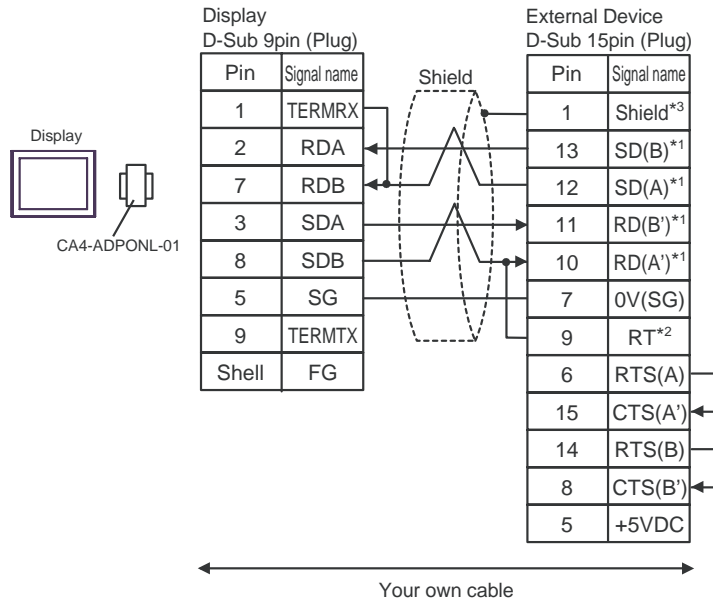 Display
D-Sub 9pin (Plug)
External Device
D-Sub 15pin (Plug)
Pin Signal name
Shield
Pin Signal name
1 TERMRX
1 Shield*3
2 RDA
13 SD(B)*1
7 RDB
12 SD(A)*1
3 SDA
11 RD(B')*1
8 SDB
10 RD(A')*1
5 SG
7 0V(SG)
9 TERMTX
9 RT*2
Shell FG
6 RTS(A)
15 CTS(A')
14 RTS(B)
8 CTS(B')
5 +5VDC
Display
CA4-ADPONL-01
Your own cable